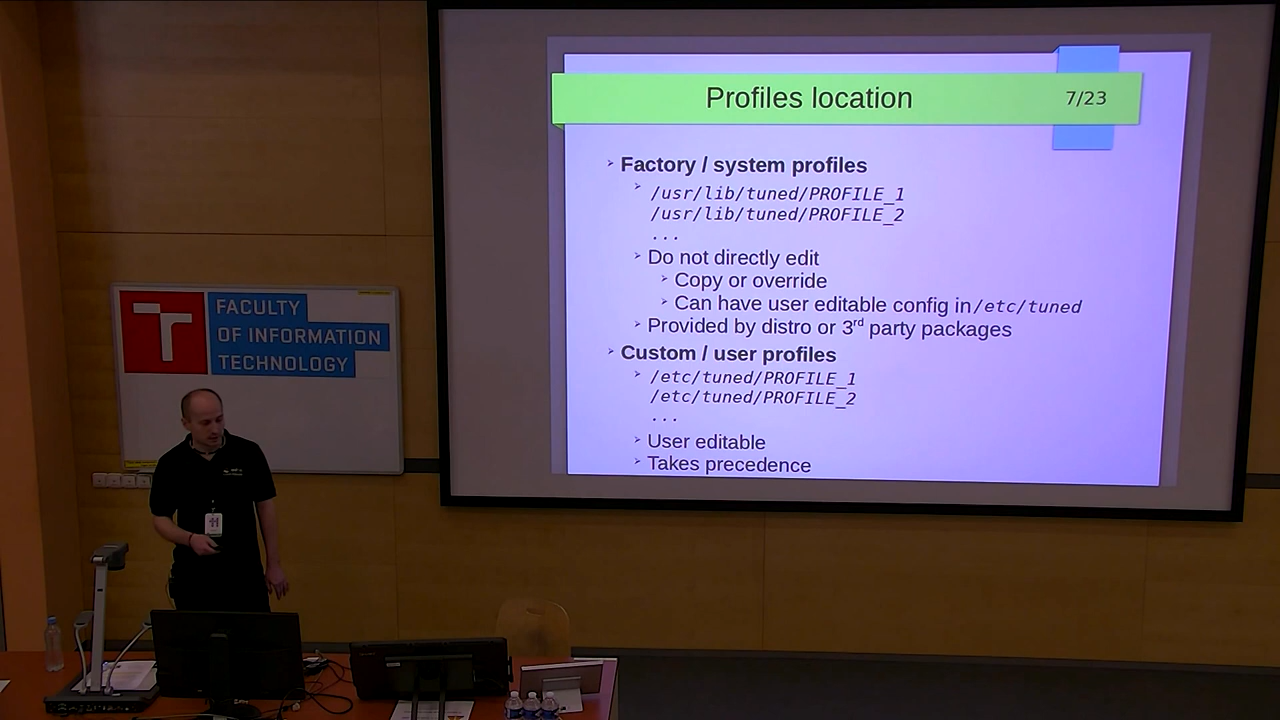 Profiles location
7/23
Factory / system profiles
/usr/lib/tuned/PROFILE_1
/usr/lib/tuned/PROFILE_2
...
Do not directly edit
Copy or override
Can have user editable config in /etc/tuned
Provided by distro or 3rd party packages
Custom / user profiles
/etc/tuned/PROFILE_1
/etc/tuned/PROFILE_2
...
User editable
Takes precedence
FACULTY
OF INFORMATION
TECHNOLOGY